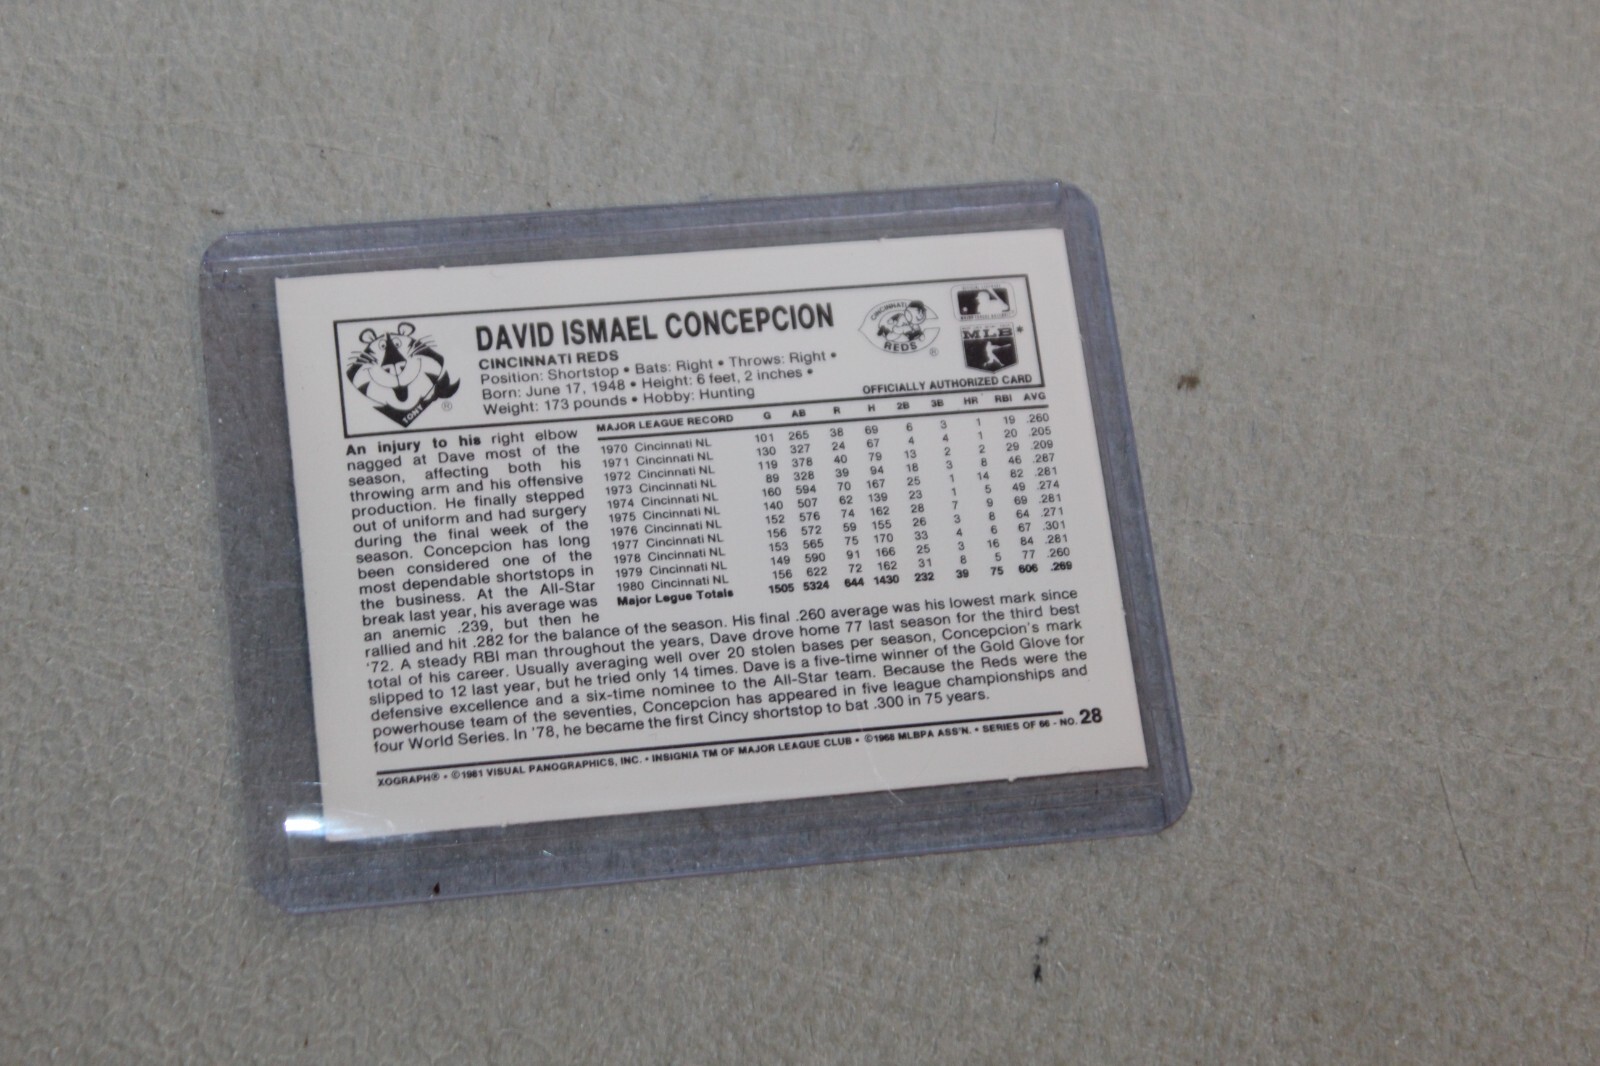 DAVID ISMAEL CONCEPCION
CINCINNATI REDS
Position: Shortstop • Bats: Right • Throws: Right •
Born: June 17, 1948 • Height: 6 feet, 2 inches •
Weight: 173 pounds • Hobby: Hunting
TONY ®
CINCINNATI
REDS ®
MLB
OFFICIALLY AUTHORIZED CARD
MAJOR LEAGUE RECORD G AB R H 2B 3B HR RBI AVG
1970 Cincinnati NL 101 265 38 69 6 3 1 19 .260
1971 Cincinnati NL 130 327 24 67 4 4 1 20 .205
1972 Cincinnati NL 119 378 40 79 13 2 2 29 .209
1973 Cincinnati NL 89 328 39 94 18 3 8 46 .287
1974 Cincinnati NL 160 594 70 167 25 1 14 82 .281
1975 Cincinnati NL 140 507 62 139 23 1 5 49 .274
1976 Cincinnati NL 152 576 74 162 28 7 9 69 .281
1977 Cincinnati NL 156 572 59 155 26 3 8 64 .271
1978 Cincinnati NL 153 565 75 170 33 4 6 67 .301
1979 Cincinnati NL 149 590 91 166 25 3 16 84 .281
1980 Cincinnati NL 156 622 72 162 31 8 5 77 .260
Major Legue Totals 1505 5324 644 1430 232 39 75 606 .269
An injury to his right elbow
nagged at Dave most of the
season, affecting both his
throwing arm and his offensive
production. He finally stepped
out of uniform and had surgery
during the final week of the
season. Concepcion has long
been considered one of the
most dependable shortstops in
the business. At the All-Star
break last year, his average was
an anemic .239, but then he
rallied and hit .282 for the balance of the season. His final .260 average was his lowest mark since
'72. A steady RBI man throughout the years, Dave drove home 77 last season for the third best
total of his career. Usually averaging well over 20 stolen bases per season, Concepcion's mark
slipped to 12 last year, but he tried only 14 times. Dave is a five-time winner of the Gold Glove for
defensive excellence and a six-time nominee to the All-Star team. Because the Reds were the
powerhouse team of the seventies, Concepcion has appeared in five league championships and
four World Series. In '78, he became the first Cincy shortstop to bat .300 in 75 years.
XOGRAPH® • ©1981 VISUAL PANOGRAPHICS, INC. • INSIGNIA TM OF MAJOR LEAGUE CLUB • ©1968 MLBPA ASS'N. • SERIES OF 66 - NO. 28